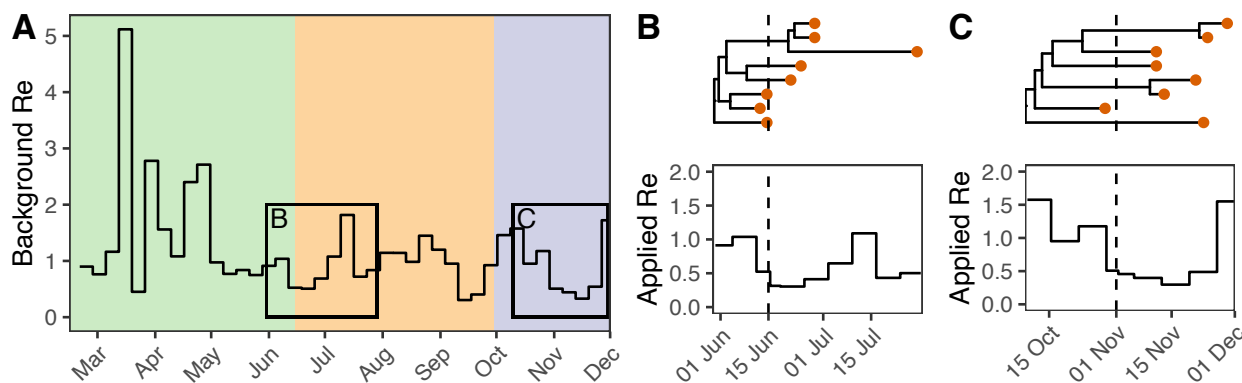 A
Background Re
5
4
3
2
1
0
B
C
Mar
Apr
May
Jun
Jul
Aug
Sep
Oct
Nov
Dec
B
Applied Re
2.0
1.5
1.0
0.5
0.0
01 Jun
15 Jun
01 Jul
15 Jul
C
Applied Re
2.0
1.5
1.0
0.5
0.0
15 Oct
01 Nov
15 Nov
01 Dec